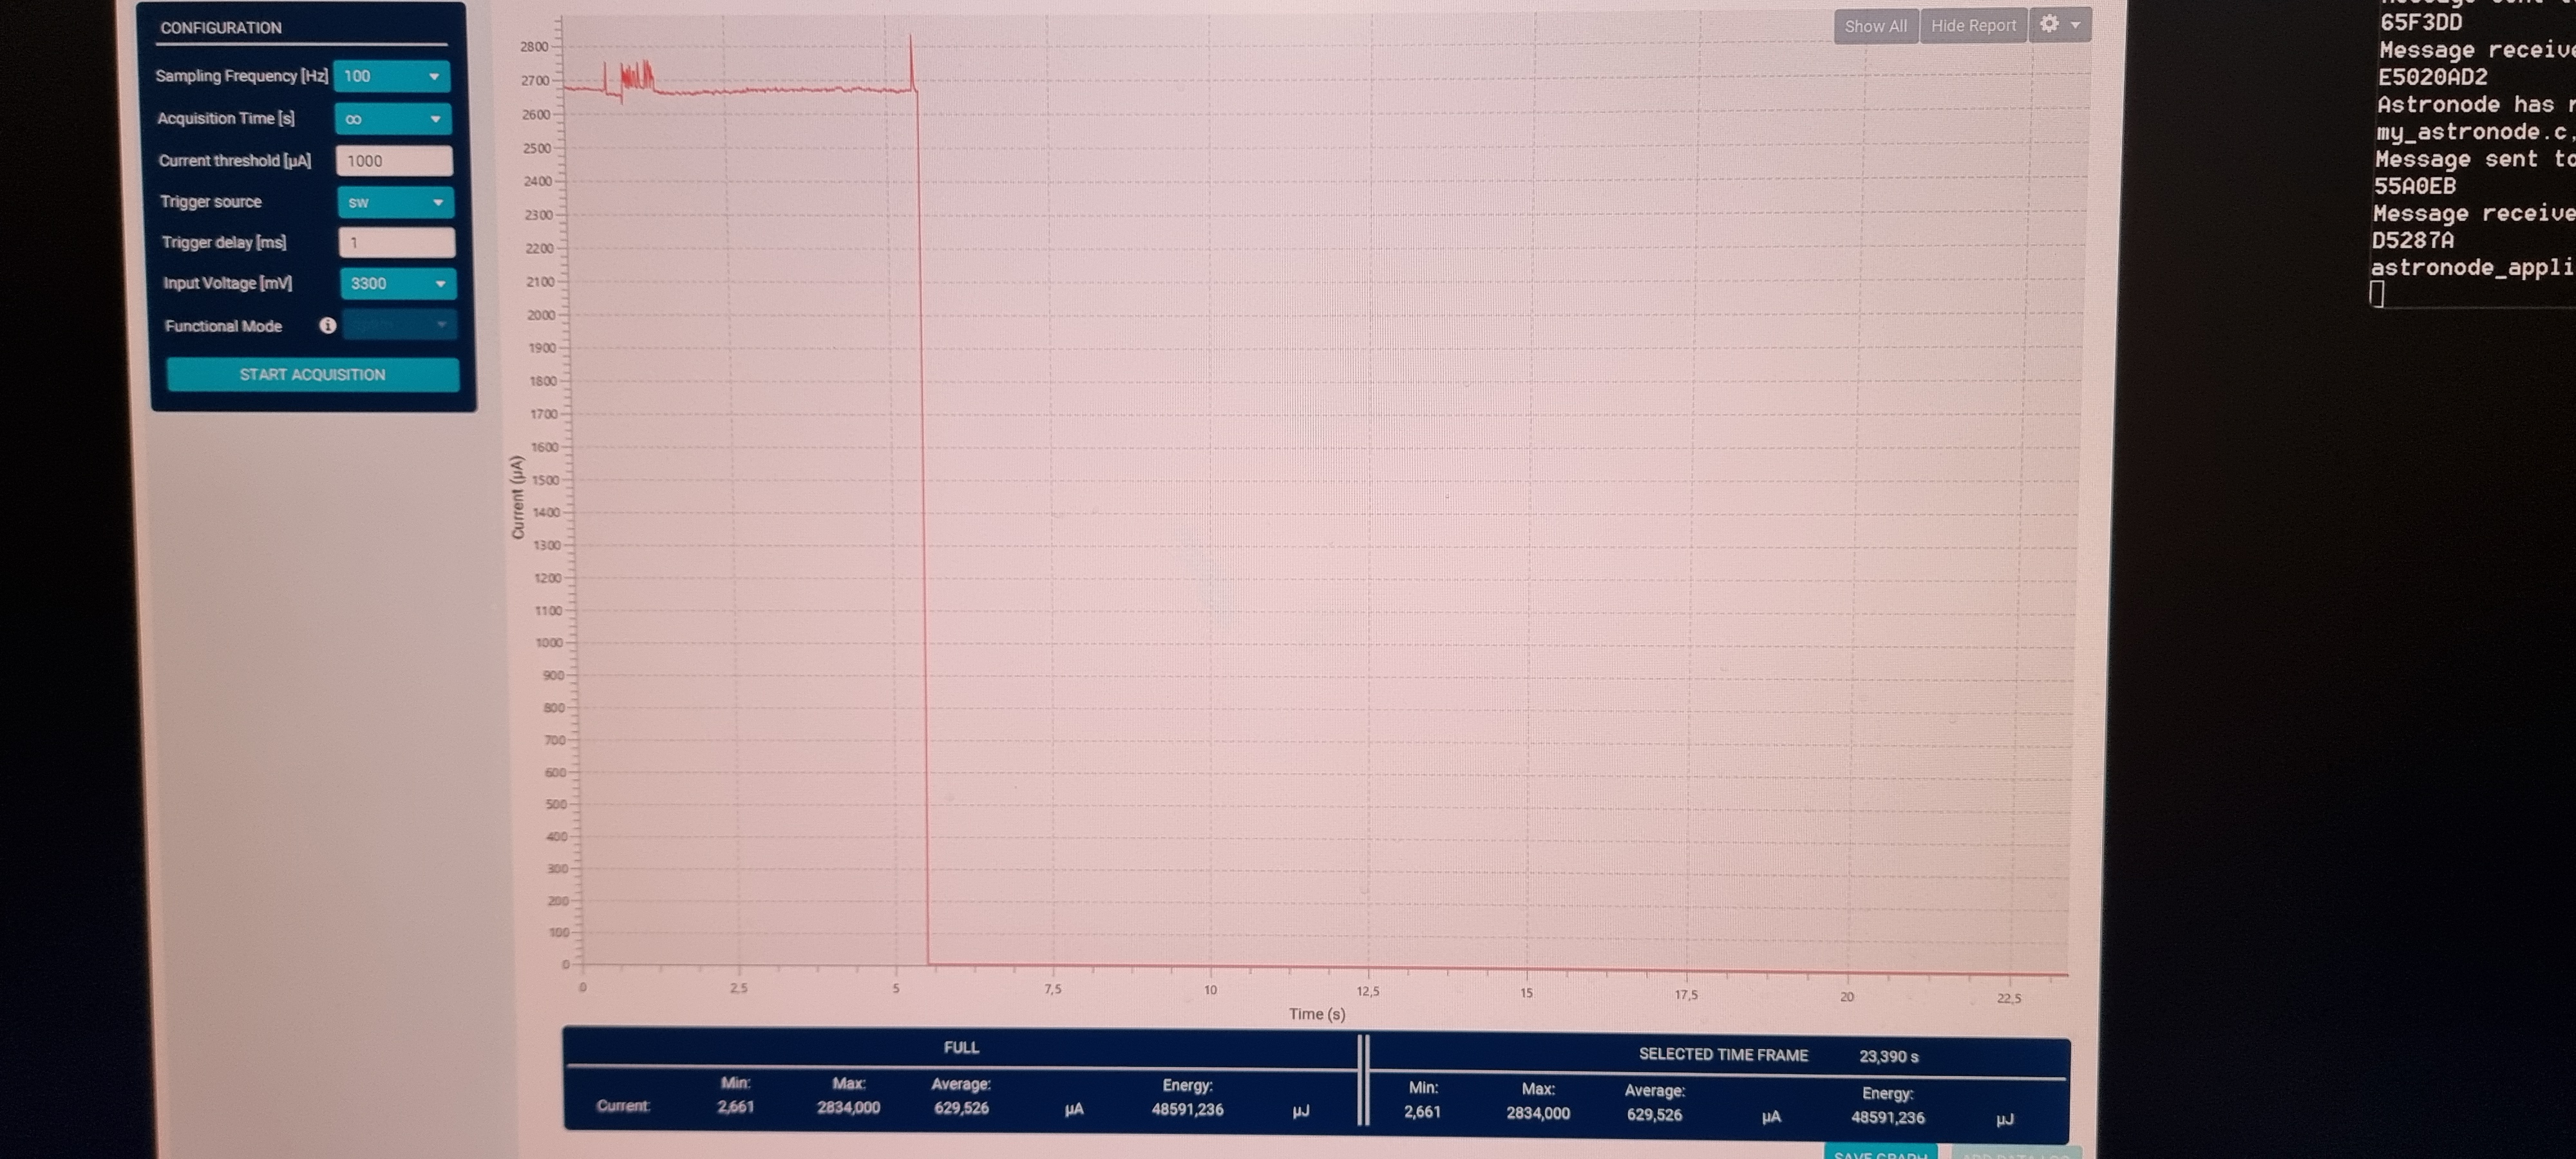 CONFIGURATION
Sampling Frequency [Hz] 100
Acquisition Time [s] ∞
Current threshold [µA] 1000
Trigger source sw
Trigger delay [ms] 1
Input Voltage [mV] 3300
Functional Mode
START ACQUISITION
Show All Hide Report
2800
2700
2600
2500
2400
2300
2200
2100
2000
1900
1800
1700
1600
1500
1400
1300
1200
1100
1000
900
800
700
600
500
400
300
200
100
0
Current (µA)
0 2,5 5 7,5 10 12,5 15 17,5 20 22,5
Time (s)
FULL
Min: Max: Average: Energy:
Current: 2,661 2834,000 629,526 µA 48591,236 µJ
SELECTED TIME FRAME 23,390 s
Min: Max: Average: Energy:
2,661 2834,000 629,526 µA 48591,236 µJ
SAVE GRAPH
65F3DD
Message receive
E5020AD2
Astronode has r
my_astronode.c,
Message sent to
55A0EB
Message receive
D5287A
astronode_appli